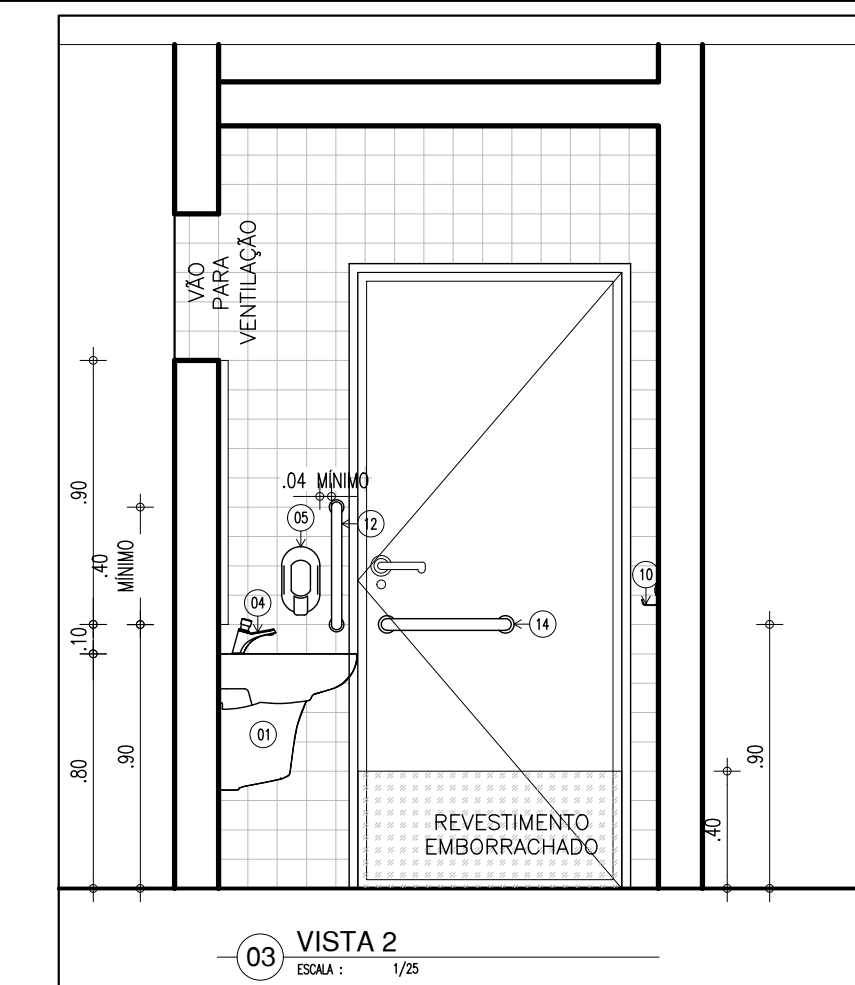 VÃO
PARA
VENTILAÇÃO
.04 MÍNIMO
.90
05
12
.40
MÍNIMO
10
04
14
.10
01
.80
.90
.90
.40
REVESTIMENTO
EMBORRACHADO
03 VISTA 2
ESCALA : 1/25